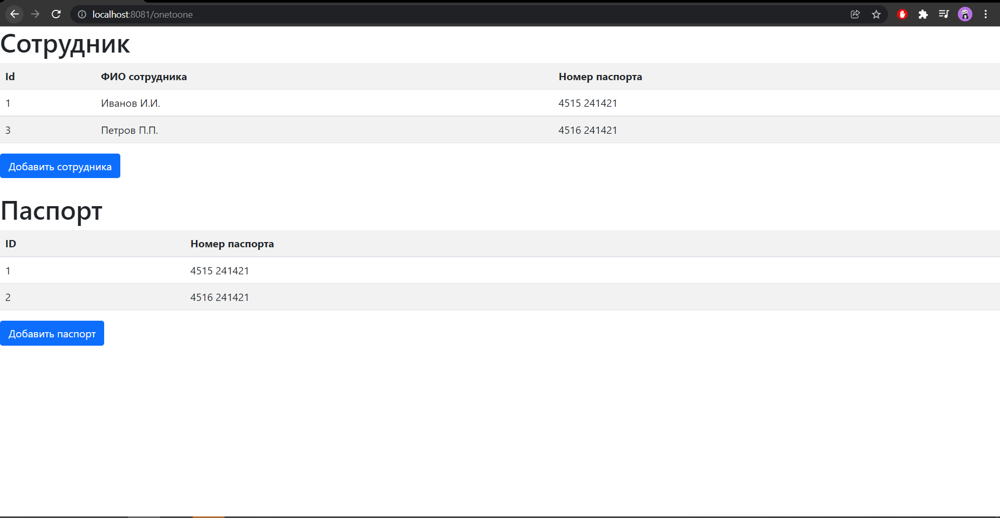 localhost:8081/onetoone
Сотрудник
Id ФИО сотрудника Номер паспорта
1 Иванов И.И. 4515 241421
3 Петров П.П. 4516 241421
Добавить сотрудника
Паспорт
ID Номер паспорта
1 4515 241421
2 4516 241421
Добавить паспорт